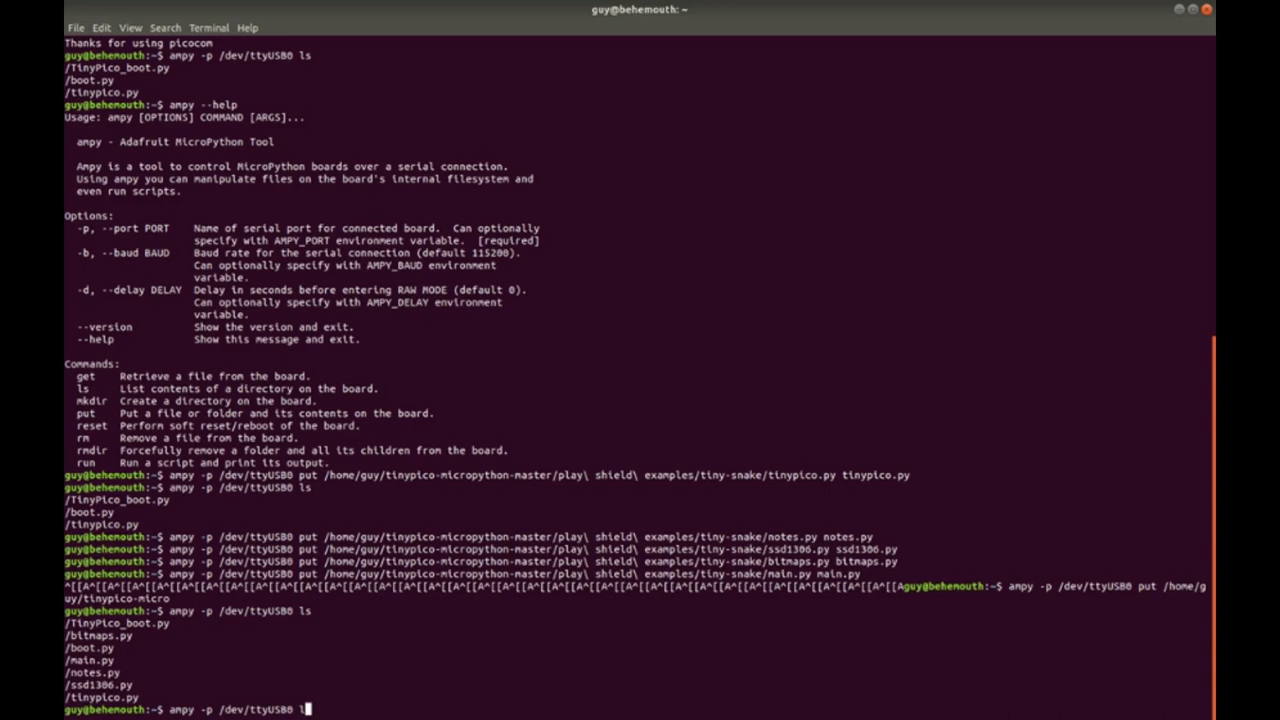 guy@behemouth: ~
File Edit View Search Terminal Help
Thanks for using picocom
guy@behemouth:~$ ampy -p /dev/ttyUSB0 ls
/TinyPico_boot.py
/boot.py
/tinypico.py
guy@behemouth:~$ ampy --help
Usage: ampy [OPTIONS] COMMAND [ARGS]...
ampy - Adafruit MicroPython Tool
Ampy is a tool to control MicroPython boards over a serial connection.
Using ampy you can manipulate files on the board's internal filesystem and
even run scripts.
Options:
-p, --port PORT Name of serial port for connected board. Can optionally
specify with AMPY_PORT environment variable. [required]
-b, --baud BAUD Baud rate for the serial connection (default 115200).
Can optionally specify with AMPY_BAUD environment
variable.
-d, --delay DELAY Delay in seconds before entering RAW MODE (default 0).
Can optionally specify with AMPY_DELAY environment
variable.
--version Show the version and exit.
--help Show this message and exit.
Commands:
get Retrieve a file from the board.
ls List contents of a directory on the board.
mkdir Create a directory on the board.
put Put a file or folder and its contents on the board.
reset Perform soft reset/reboot of the board.
rm Remove a file from the board.
rmdir Forcefully remove a folder and all its children from the board.
run Run a script and print its output.
guy@behemouth:~$ ampy -p /dev/ttyUSB0 put /home/guy/tinypico-micropython-master/play\ shield\ examples/tiny-snake/tinypico.py tinypico.py
guy@behemouth:~$ ampy -p /dev/ttyUSB0 ls
/TinyPico_boot.py
/boot.py
/tinypico.py
guy@behemouth:~$ ampy -p /dev/ttyUSB0 put /home/guy/tinypico-micropython-master/play\ shield\ examples/tiny-snake/notes.py notes.py
guy@behemouth:~$ ampy -p /dev/ttyUSB0 put /home/guy/tinypico-micropython-master/play\ shield\ examples/tiny-snake/ssd1306.py ssd1306.py
guy@behemouth:~$ ampy -p /dev/ttyUSB0 put /home/guy/tinypico-micropython-master/play\ shield\ examples/tiny-snake/bitmaps.py bitmaps.py
guy@behemouth:~$ ampy -p /dev/ttyUSB0 put /home/guy/tinypico-micropython-master/play\ shield\ examples/tiny-snake/main.py main.py
^[[A^[[A^[[A^[[A^[[A^[[A^[[A^[[A^[[A^[[A^[[A^[[A^[[A^[[A^[[A^[[A^[[A^[[A^[[A^[[A^[[A^[[A^[[A^[[A^[[A^[[A^[[A^[[A^[[A^[[A^[[A^[[A^[[A^[[Aguy@behemouth:~$ ampy -p /dev/ttyUSB0 put /home/g
uy/tinypico-micro
guy@behemouth:~$ ampy -p /dev/ttyUSB0 ls
/TinyPico_boot.py
/bitmaps.py
/boot.py
/main.py
/notes.py
/ssd1306.py
/tinypico.py
guy@behemouth:~$ ampy -p /dev/ttyUSB0 l